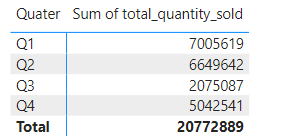 Quater Sum of total_quantity_sold
Q1 7005619
Q2 6649642
Q3 2075087
Q4 5042541
Total 20772889